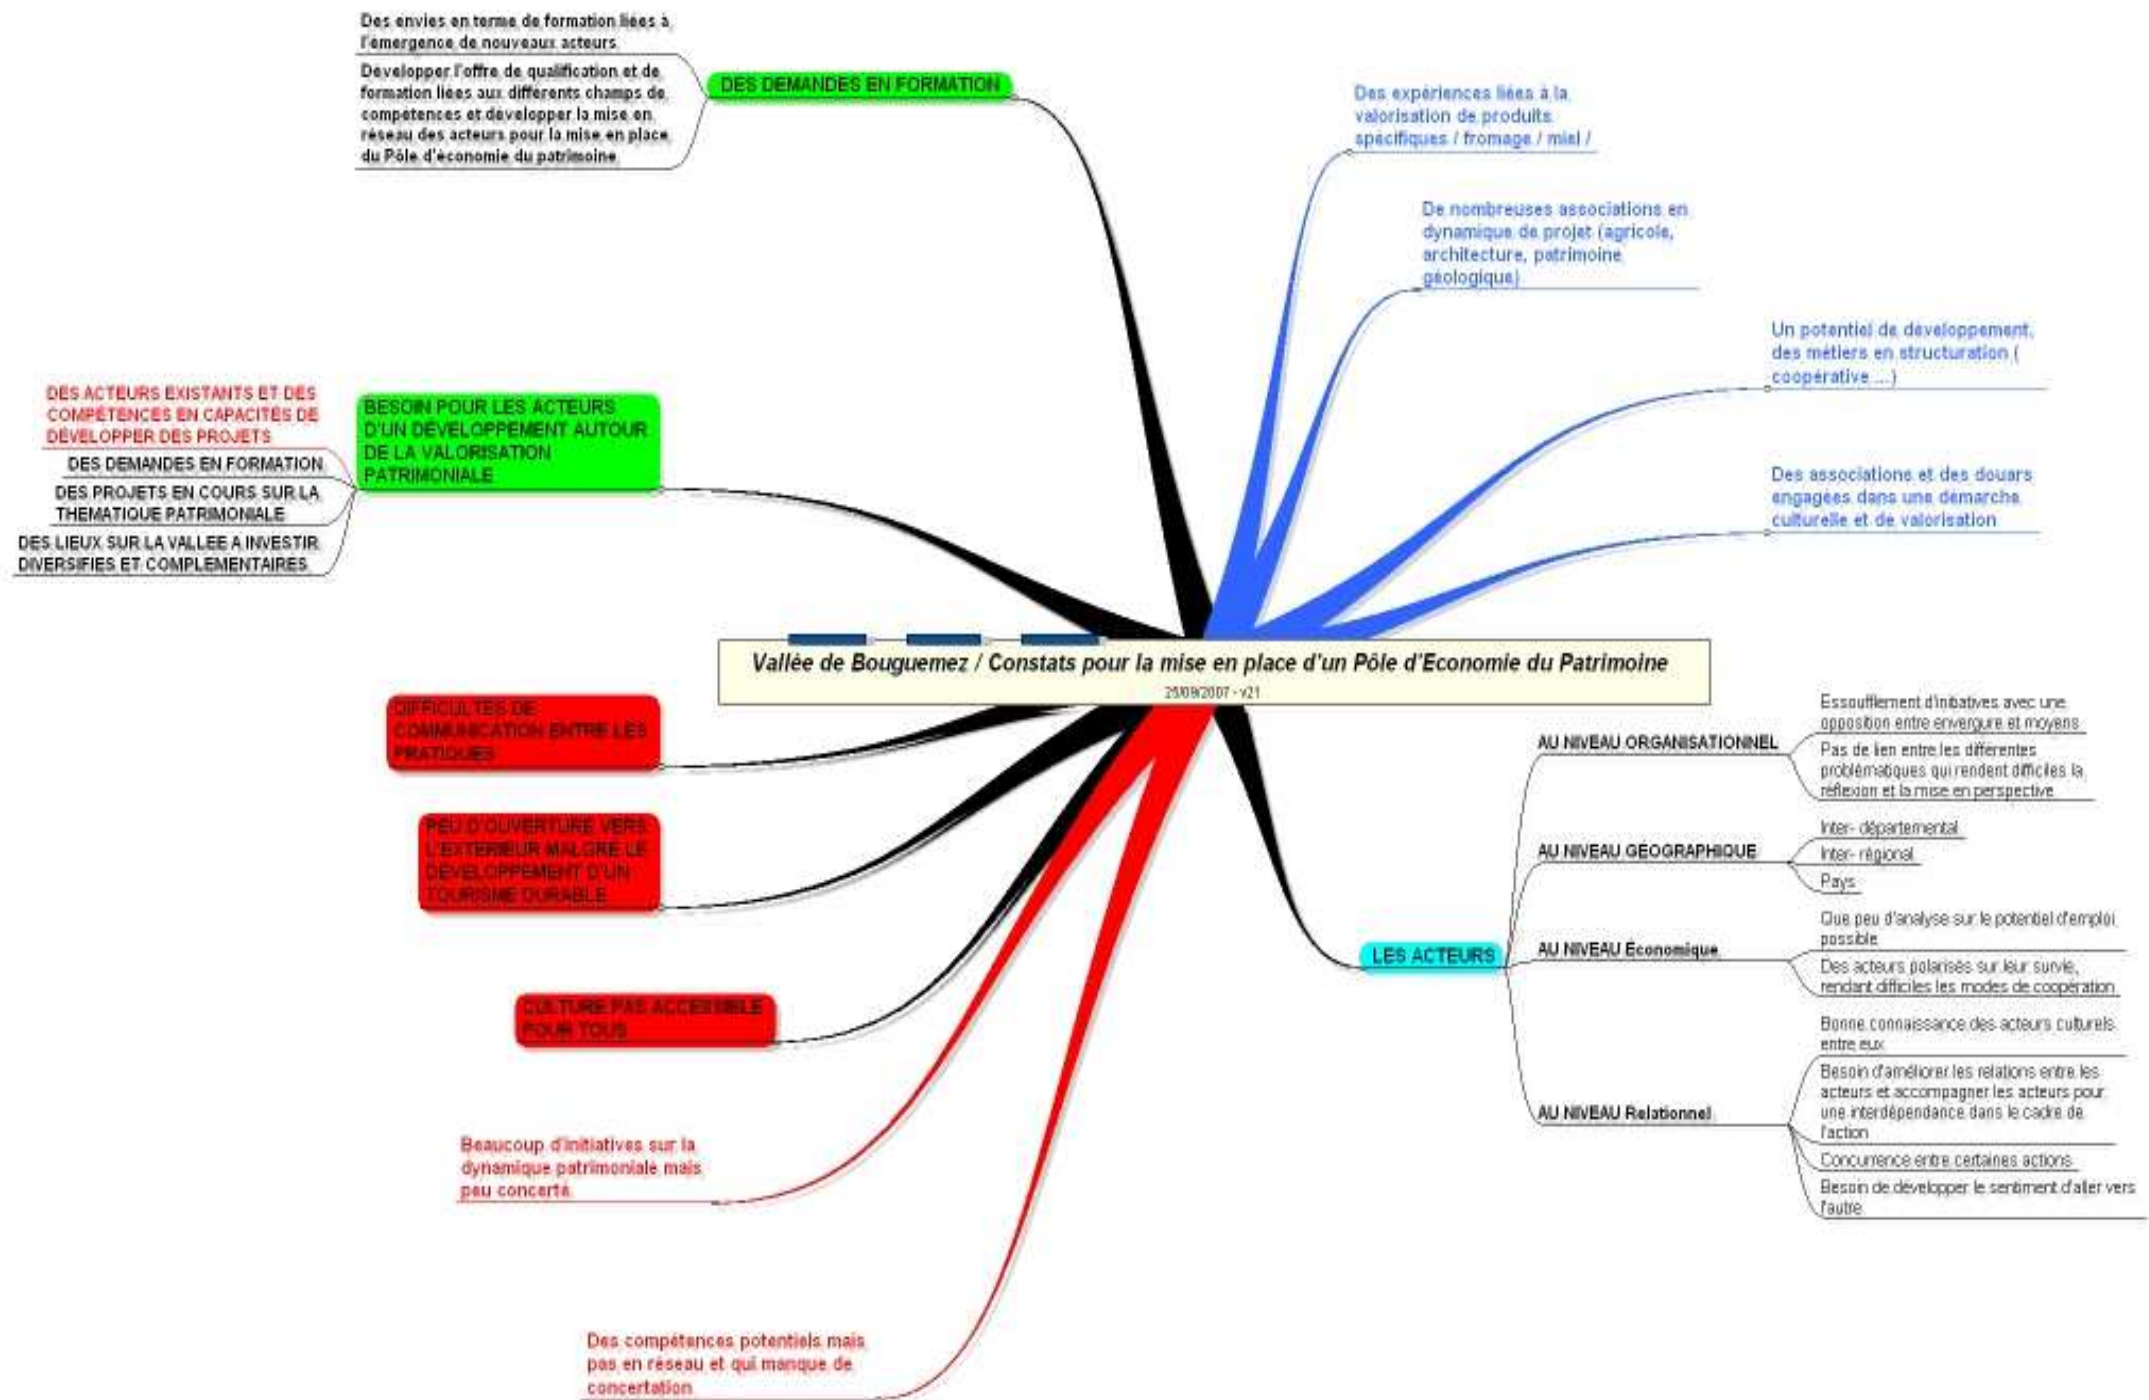 Des envies en terme de formation liées à
l'émergence de nouveaux acteurs
Développer l'offre de qualification et de
formation liées aux différents champs de
compétences et développer la mise en
réseau des acteurs pour la mise en place
du Pôle d'économie du patrimoine
DES DEMANDES EN FORMATION
DES ACTEURS EXISTANTS ET DES
COMPÉTENCES EN CAPACITÉS DE
DÉVELOPPER DES PROJETS
DES DEMANDES EN FORMATION
DES PROJETS EN COURS SUR LA
THEMATIQUE PATRIMONIALE
DES LIEUX SUR LA VALLEE A INVESTIR
DIVERSIFIES ET COMPLEMENTAIRES
BESOIN POUR LES ACTEURS
D'UN DÉVELOPPEMENT AUTOUR
DE LA VALORISATION
PATRIMONIALE
Des expériences liées à la
valorisation de produits
spécifiques / fromage / miel /
De nombreuses associations en
dynamique de projet (agricole,
architecture, patrimoine
géologique)
Un potentiel de développement,
des métiers en structuration (
coopérative ...)
Des associations et des douars
engagées dans une démarche
culturelle et de valorisation
Vallée de Bouguemez / Constats pour la mise en place d'un Pôle d'Economie du Patrimoine
25/09/2007 - v21
DIFFICULTÉS DE
COMMUNICATION ENTRE LES
PRATIQUES
PEU D'OUVERTURE VERS
L'EXTERIEUR MALGRE LE
DÉVELOPPEMENT D'UN
TOURISME DURABLE
CULTURE PAS ACCESSIBLE
POUR TOUS
Beaucoup d'initiatives sur la
dynamique patrimoniale mais
peu concerté
Des compétences potentiels mais
pas en réseau et qui manque de
concertation
LES ACTEURS
AU NIVEAU ORGANISATIONNEL
Essoufflement d'initiatives avec une
opposition entre envergure et moyens
Pas de lien entre les différentes
problématiques qui rendent difficiles la
réflexion et la mise en perspective
AU NIVEAU GÉOGRAPHIQUE
Inter- départemental
Inter- régional
Pays
AU NIVEAU Économique
Que peu d'analyse sur le potentiel d'emploi
possible
Des acteurs polarisés sur leur survie,
rendant difficiles les modes de coopération
AU NIVEAU Relationnel
Bonne connaissance des acteurs culturels
entre eux
Besoin d'améliorer les relations entre les
acteurs et accompagner les acteurs pour
une interdépendance dans le cadre de
l'action
Concurrence entre certaines actions
Besoin de développer le sentiment d'aller vers
l'autre